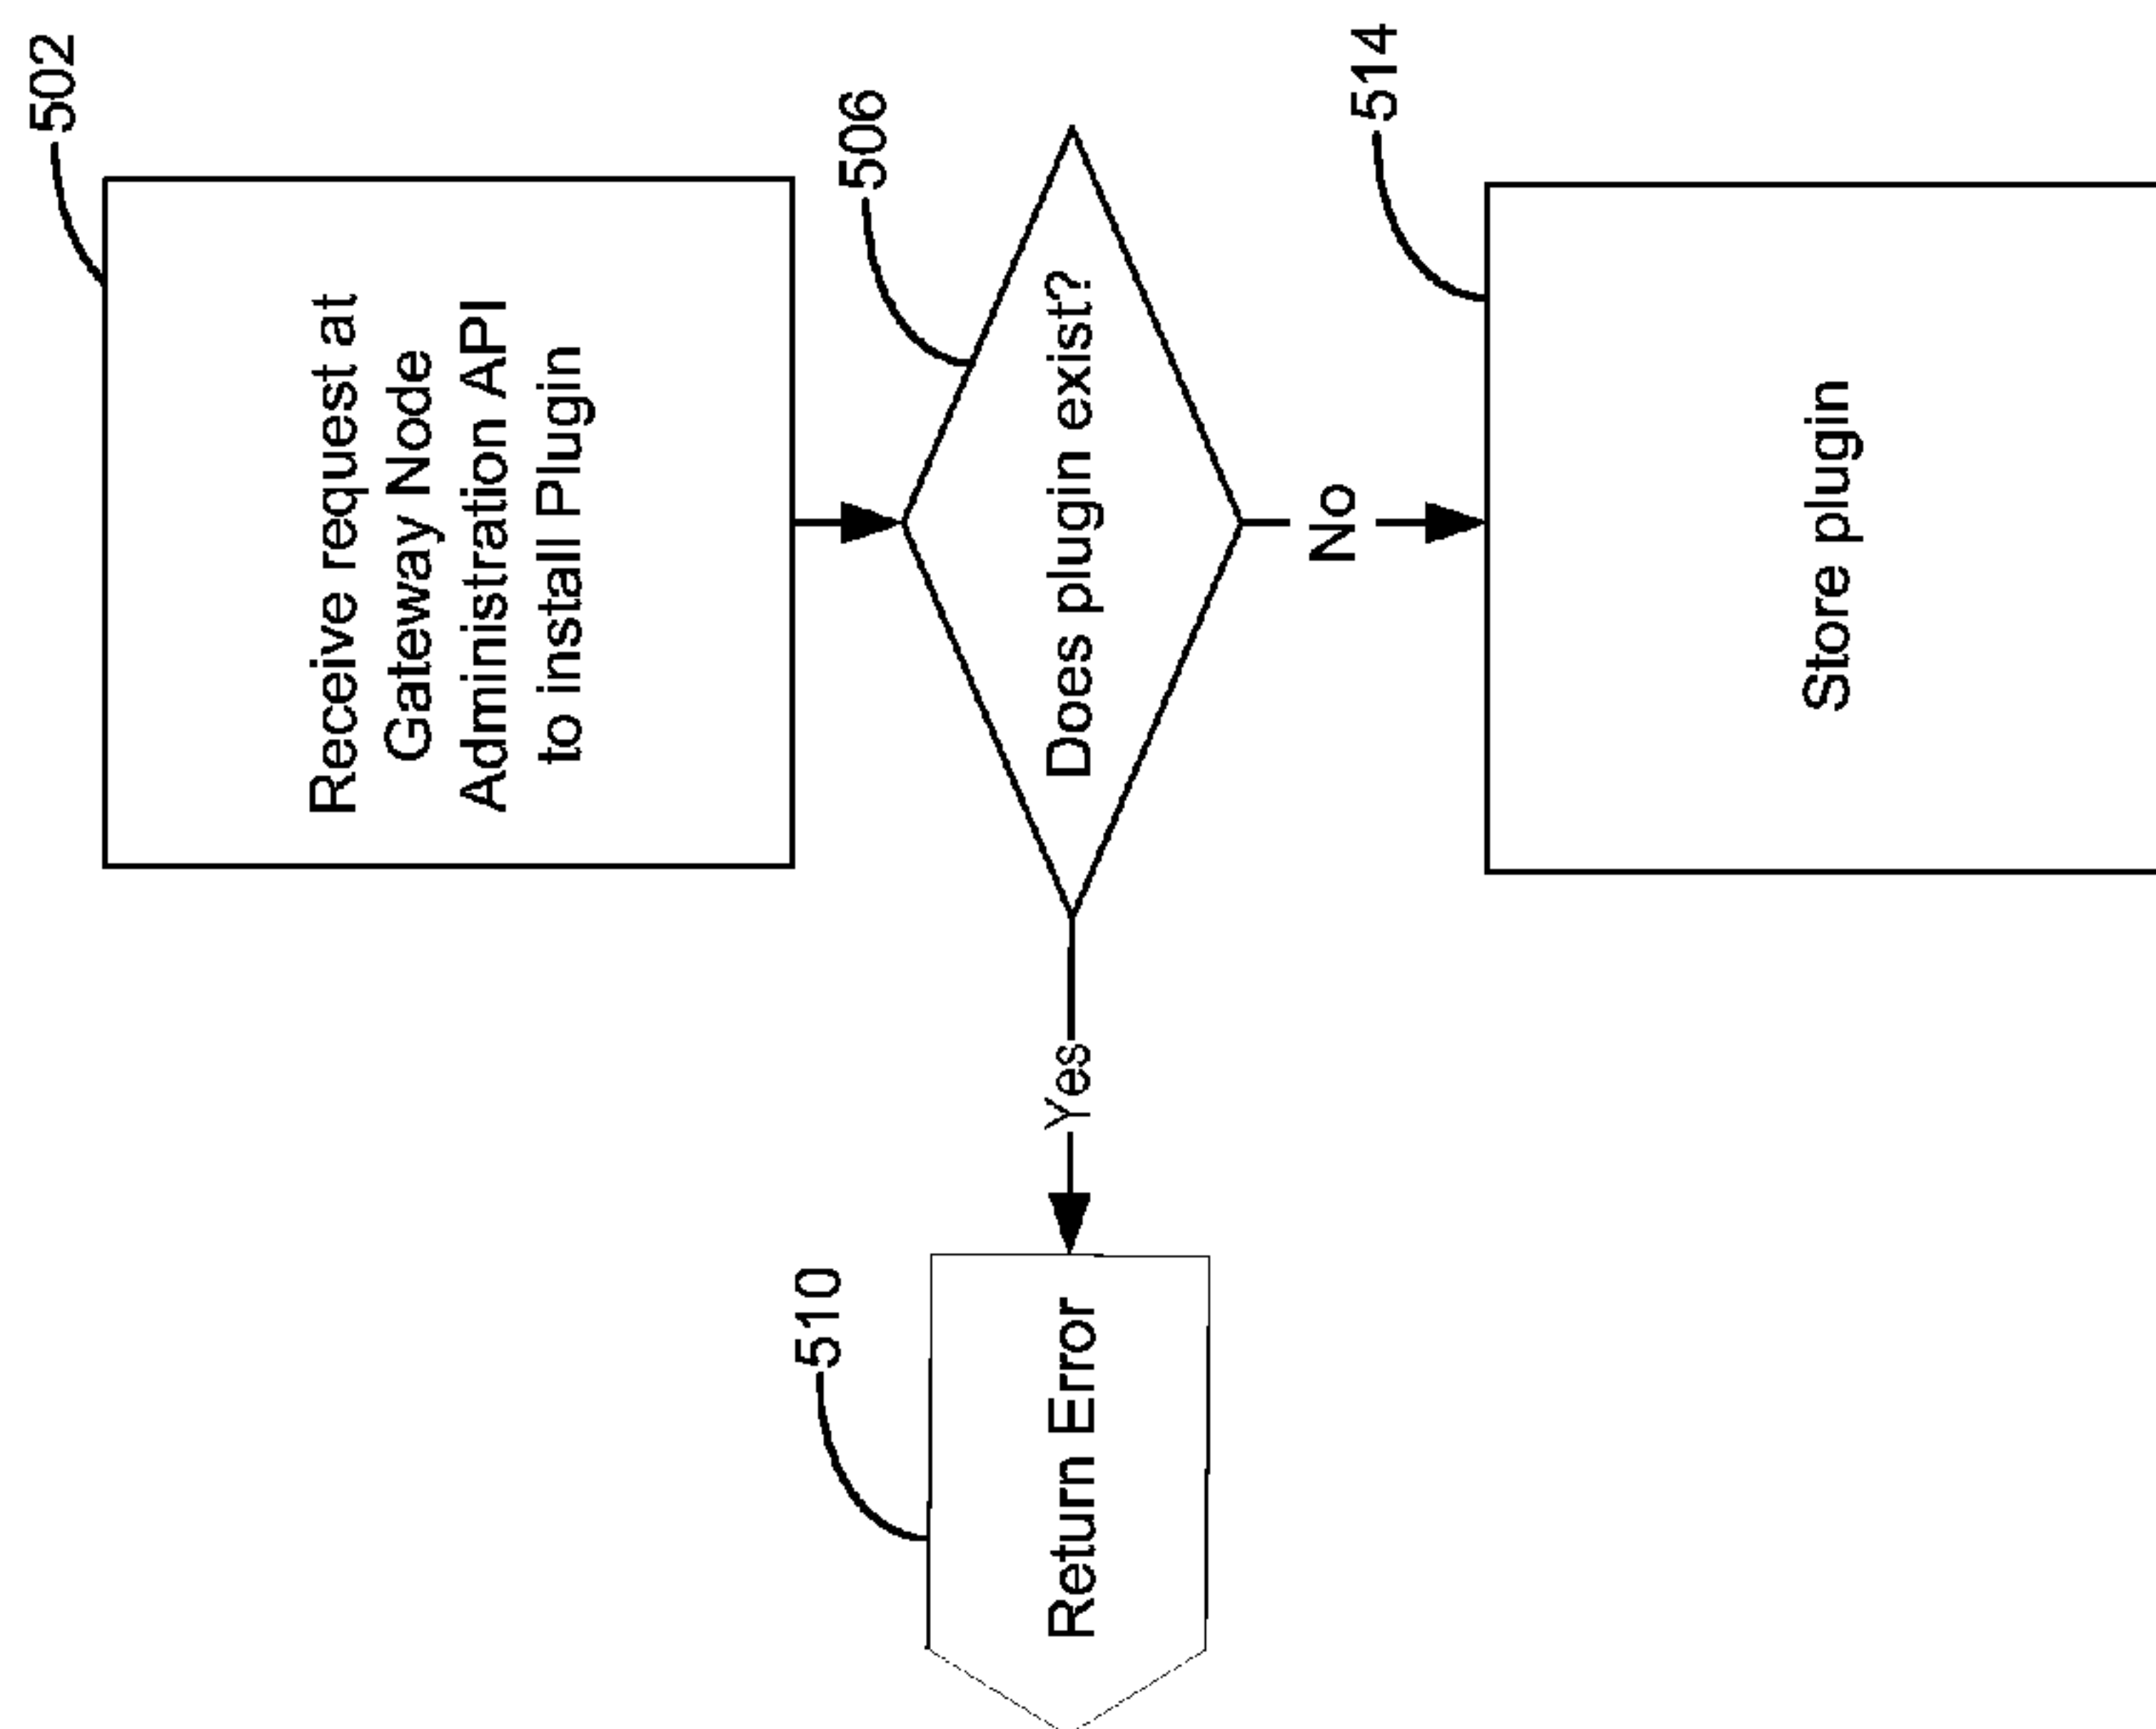 502
Receive request at
Gateway Node
Administration API
to install Plugin
506
Does plugin exist?
Yes
510
Return Error
No
514
Store plugin